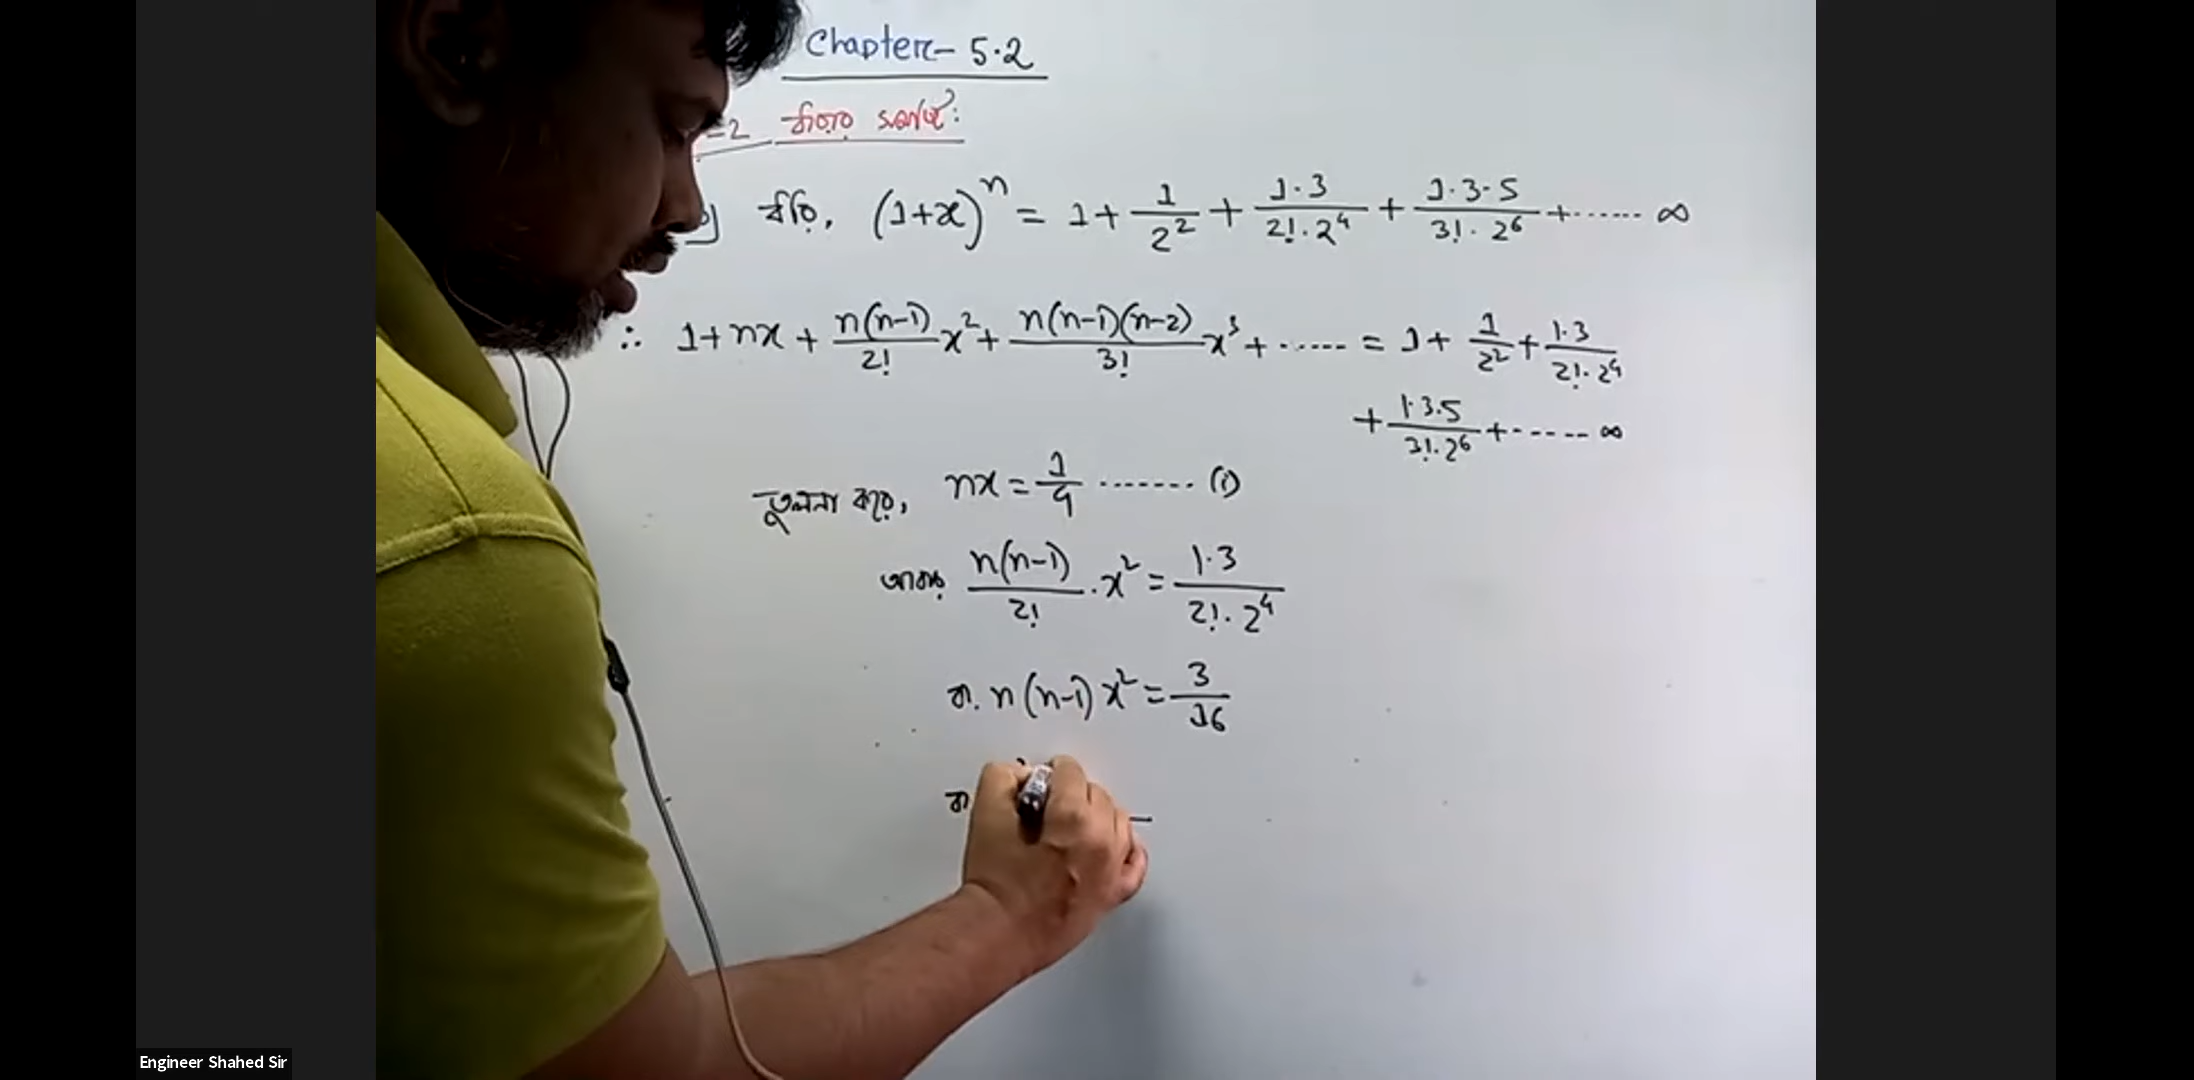 Chapter- 5.2
=2
ধরি, (1+x)^n = 1 + 1/2^2 + 1·3/2!·2^4 + 1·3·5/3!·2^6 + ...... ∞
∴ 1 + nx + n(n-1)/2! x^2 + n(n-1)(n-2)/3! x^3 + ...... = 1 + 1/2^2 + 1·3/2!·2^4
+ 1·3·5/3!·2^6 + ...... ∞
তুলনা করে, nx = 1/4 ....... (i)
আবার n(n-1)/2! . x^2 = 1·3/2!·2^4
বা. n(n-1)x^2 = 3/16
বা
Engineer Shahed Sir